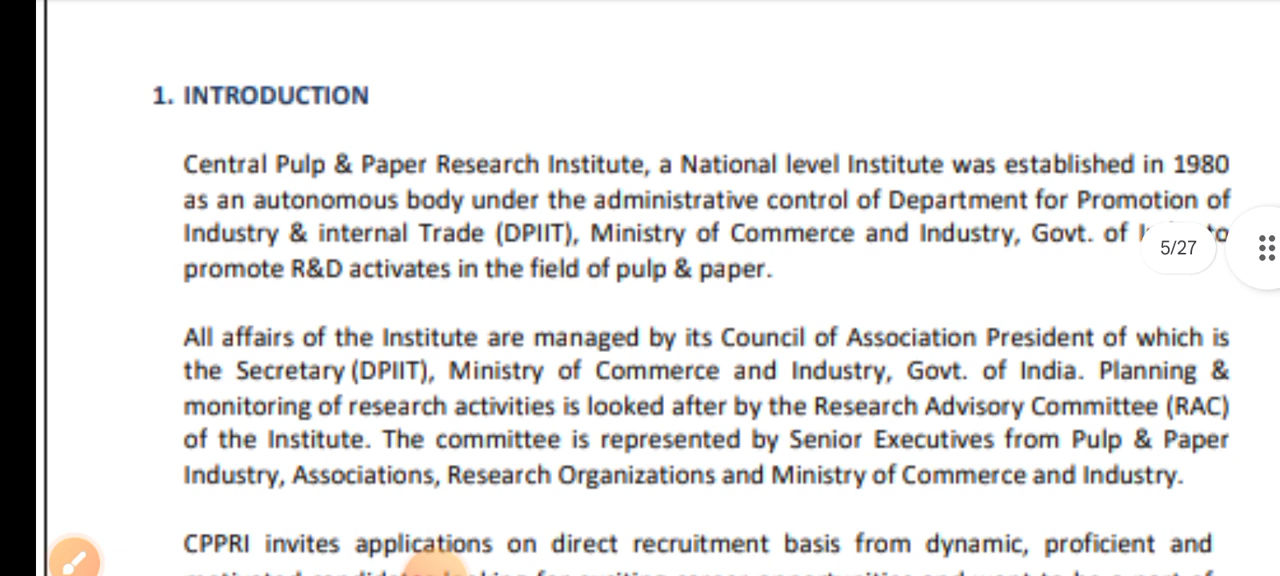 1. INTRODUCTION
Central Pulp & Paper Research Institute, a National level Institute was established in 1980
as an autonomous body under the administrative control of Department for Promotion of
Industry & internal Trade (DPIIT), Ministry of Commerce and Industry, Govt. of to
5/27
promote R&D activates in the field of pulp & paper.
All affairs of the Institute are managed by its Council of Association President of which is
the Secretary (DPIIT), Ministry of Commerce and Industry, Govt. of India. Planning &
monitoring of research activities is looked after by the Research Advisory Committee (RAC)
of the Institute. The committee is represented by Senior Executives from Pulp & Paper
Industry, Associations, Research Organizations and Ministry of Commerce and Industry.
CPPRI invites applications on direct recruitment basis from dynamic, proficient and